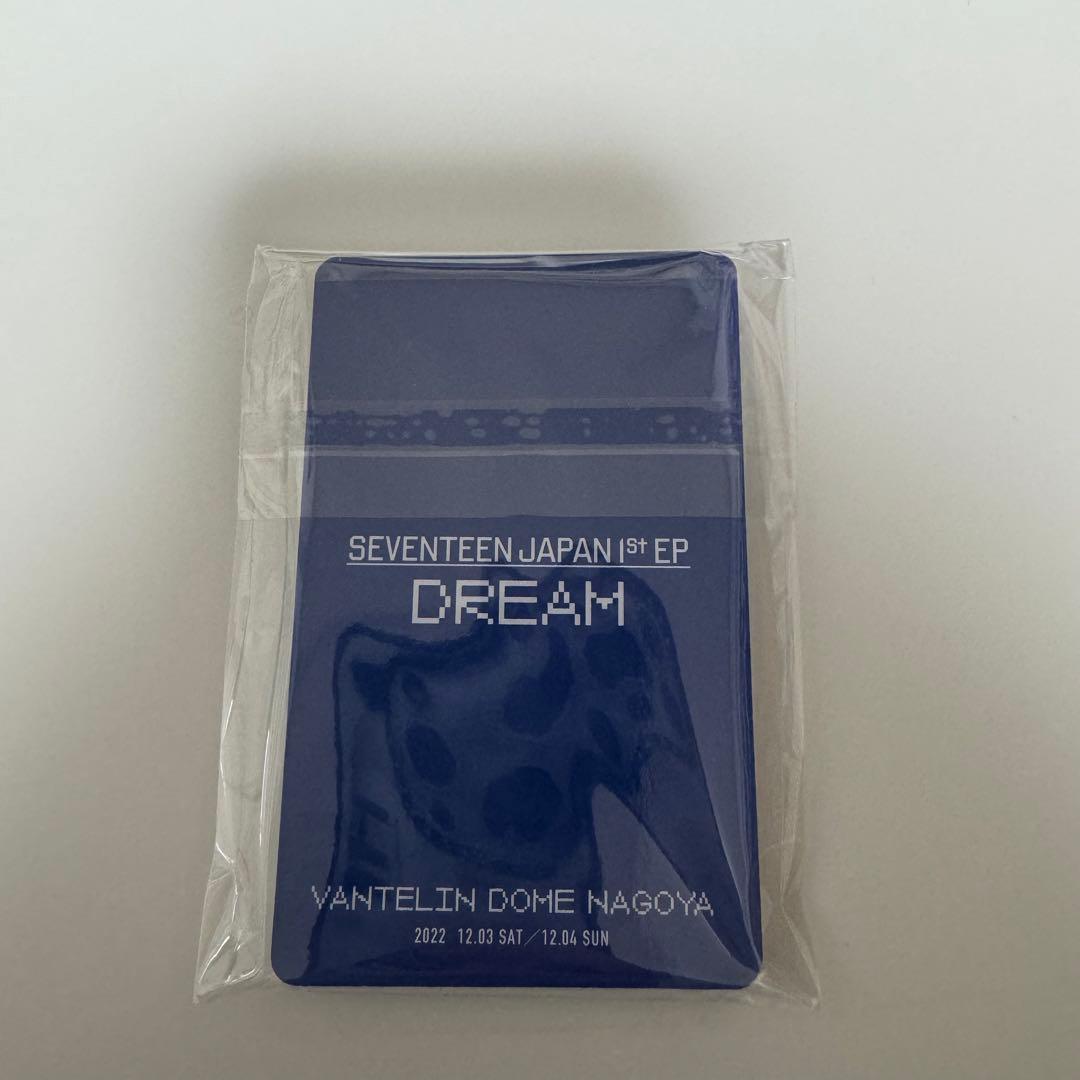 SEVENTEEN JAPAN 1St EP
DREAM
VANTELIN DOME NAGOYA
2022 12.03 SAT/12.04 SUN